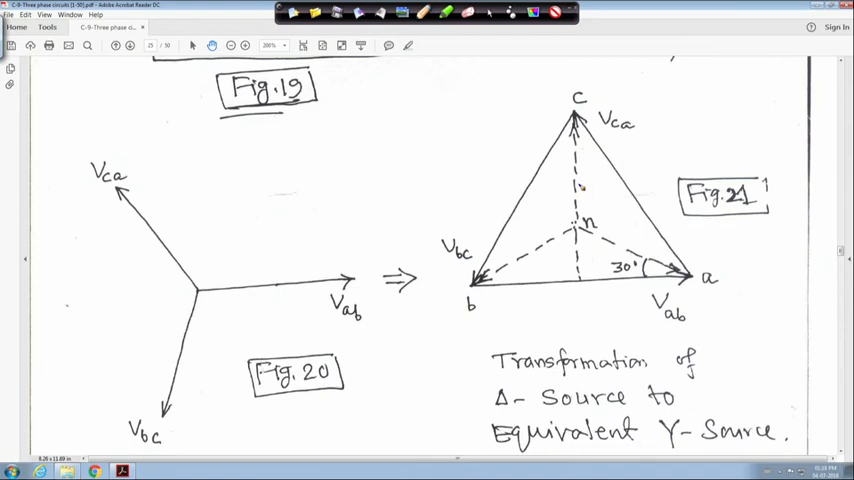 C-9-Three phase circuits [1-50].pdf - Adobe Acrobat Reader DC
File Edit View Window Help
Home Tools C-9-Three phase ci... × Sign In
25 / 50 200%
Fig.19
C
Vca
Vca
Fig.21
n
Vbc
30°
a
b
Vab
Vab
Fig. 20
Transformation of
Δ- Source to
Vbc
Equivalent Y-Source.
8.26 x 11.69 in